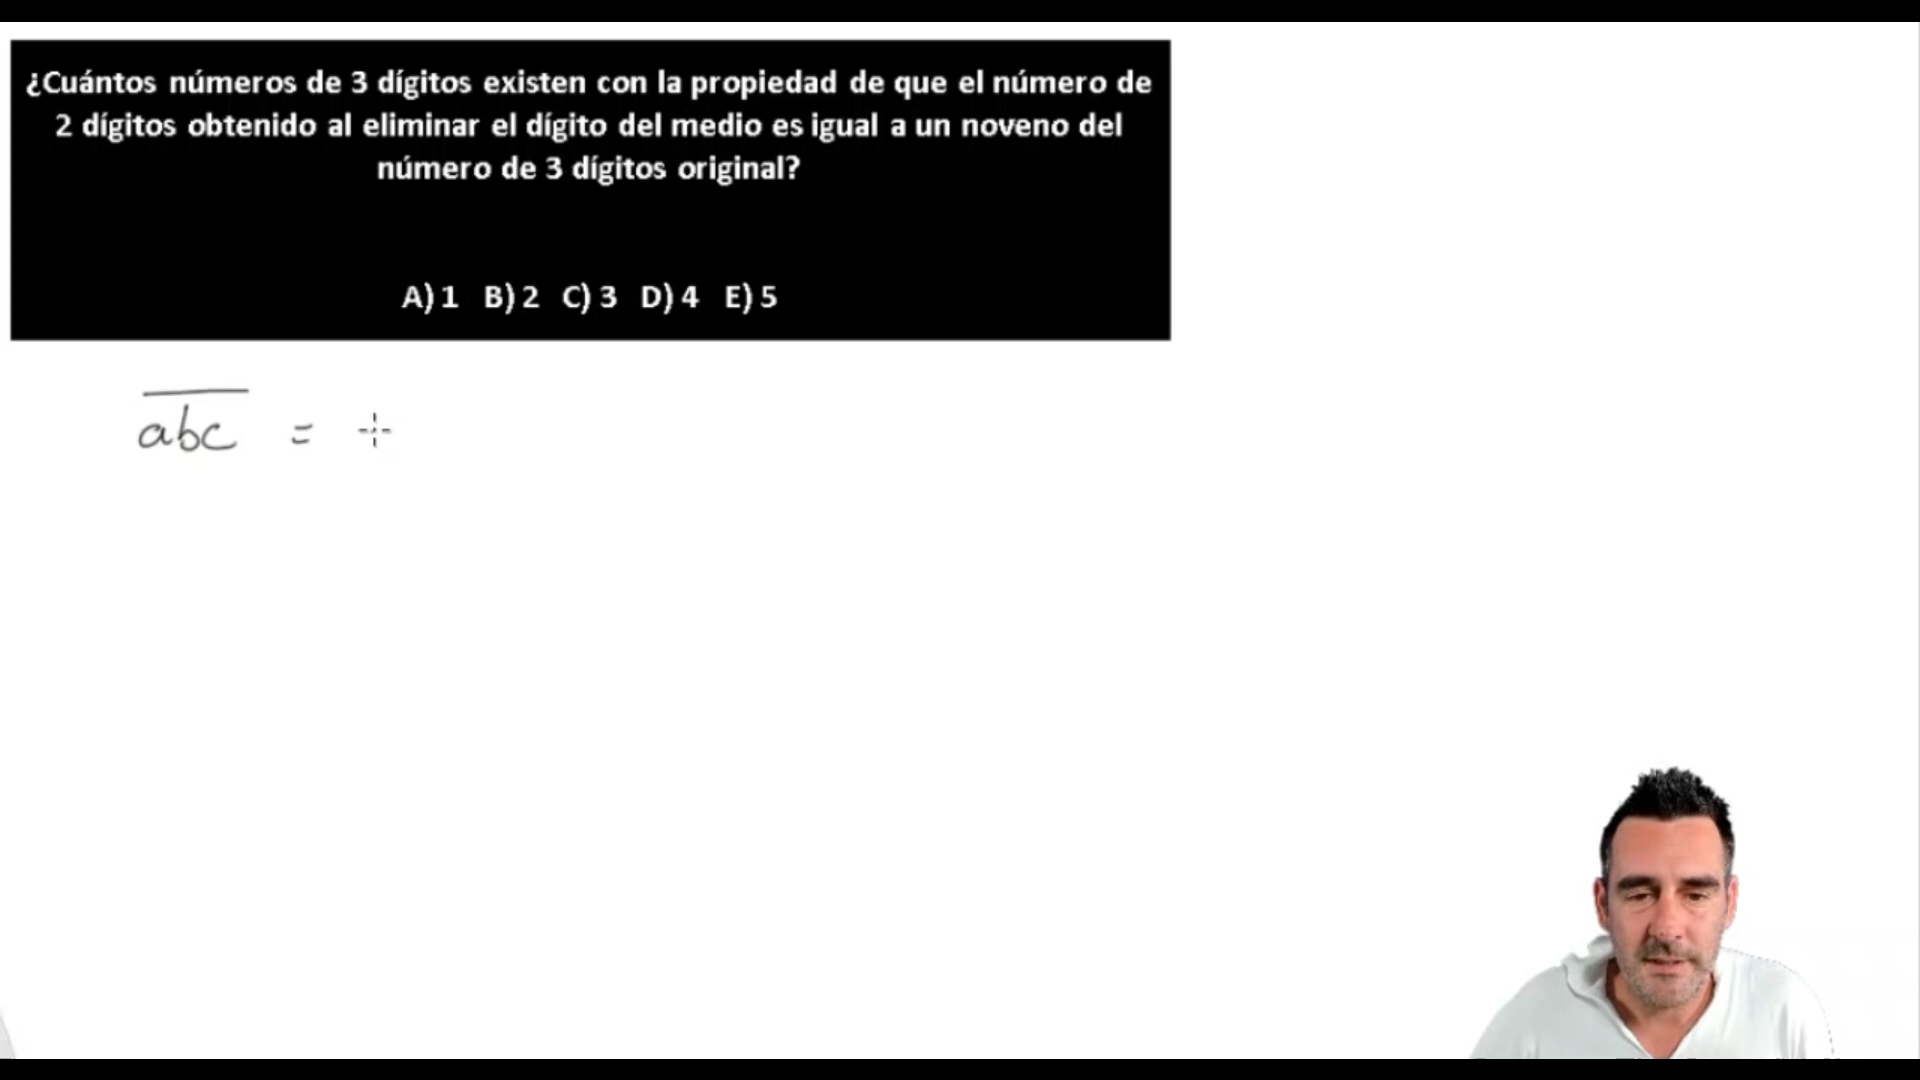 ¿Cuántos números de 3 dígitos existen con la propiedad de que el número de
2 dígitos obtenido al eliminar el dígito del medio es igual a un noveno del
número de 3 dígitos original?
A) 1 B) 2 C) 3 D) 4 E) 5
abc =